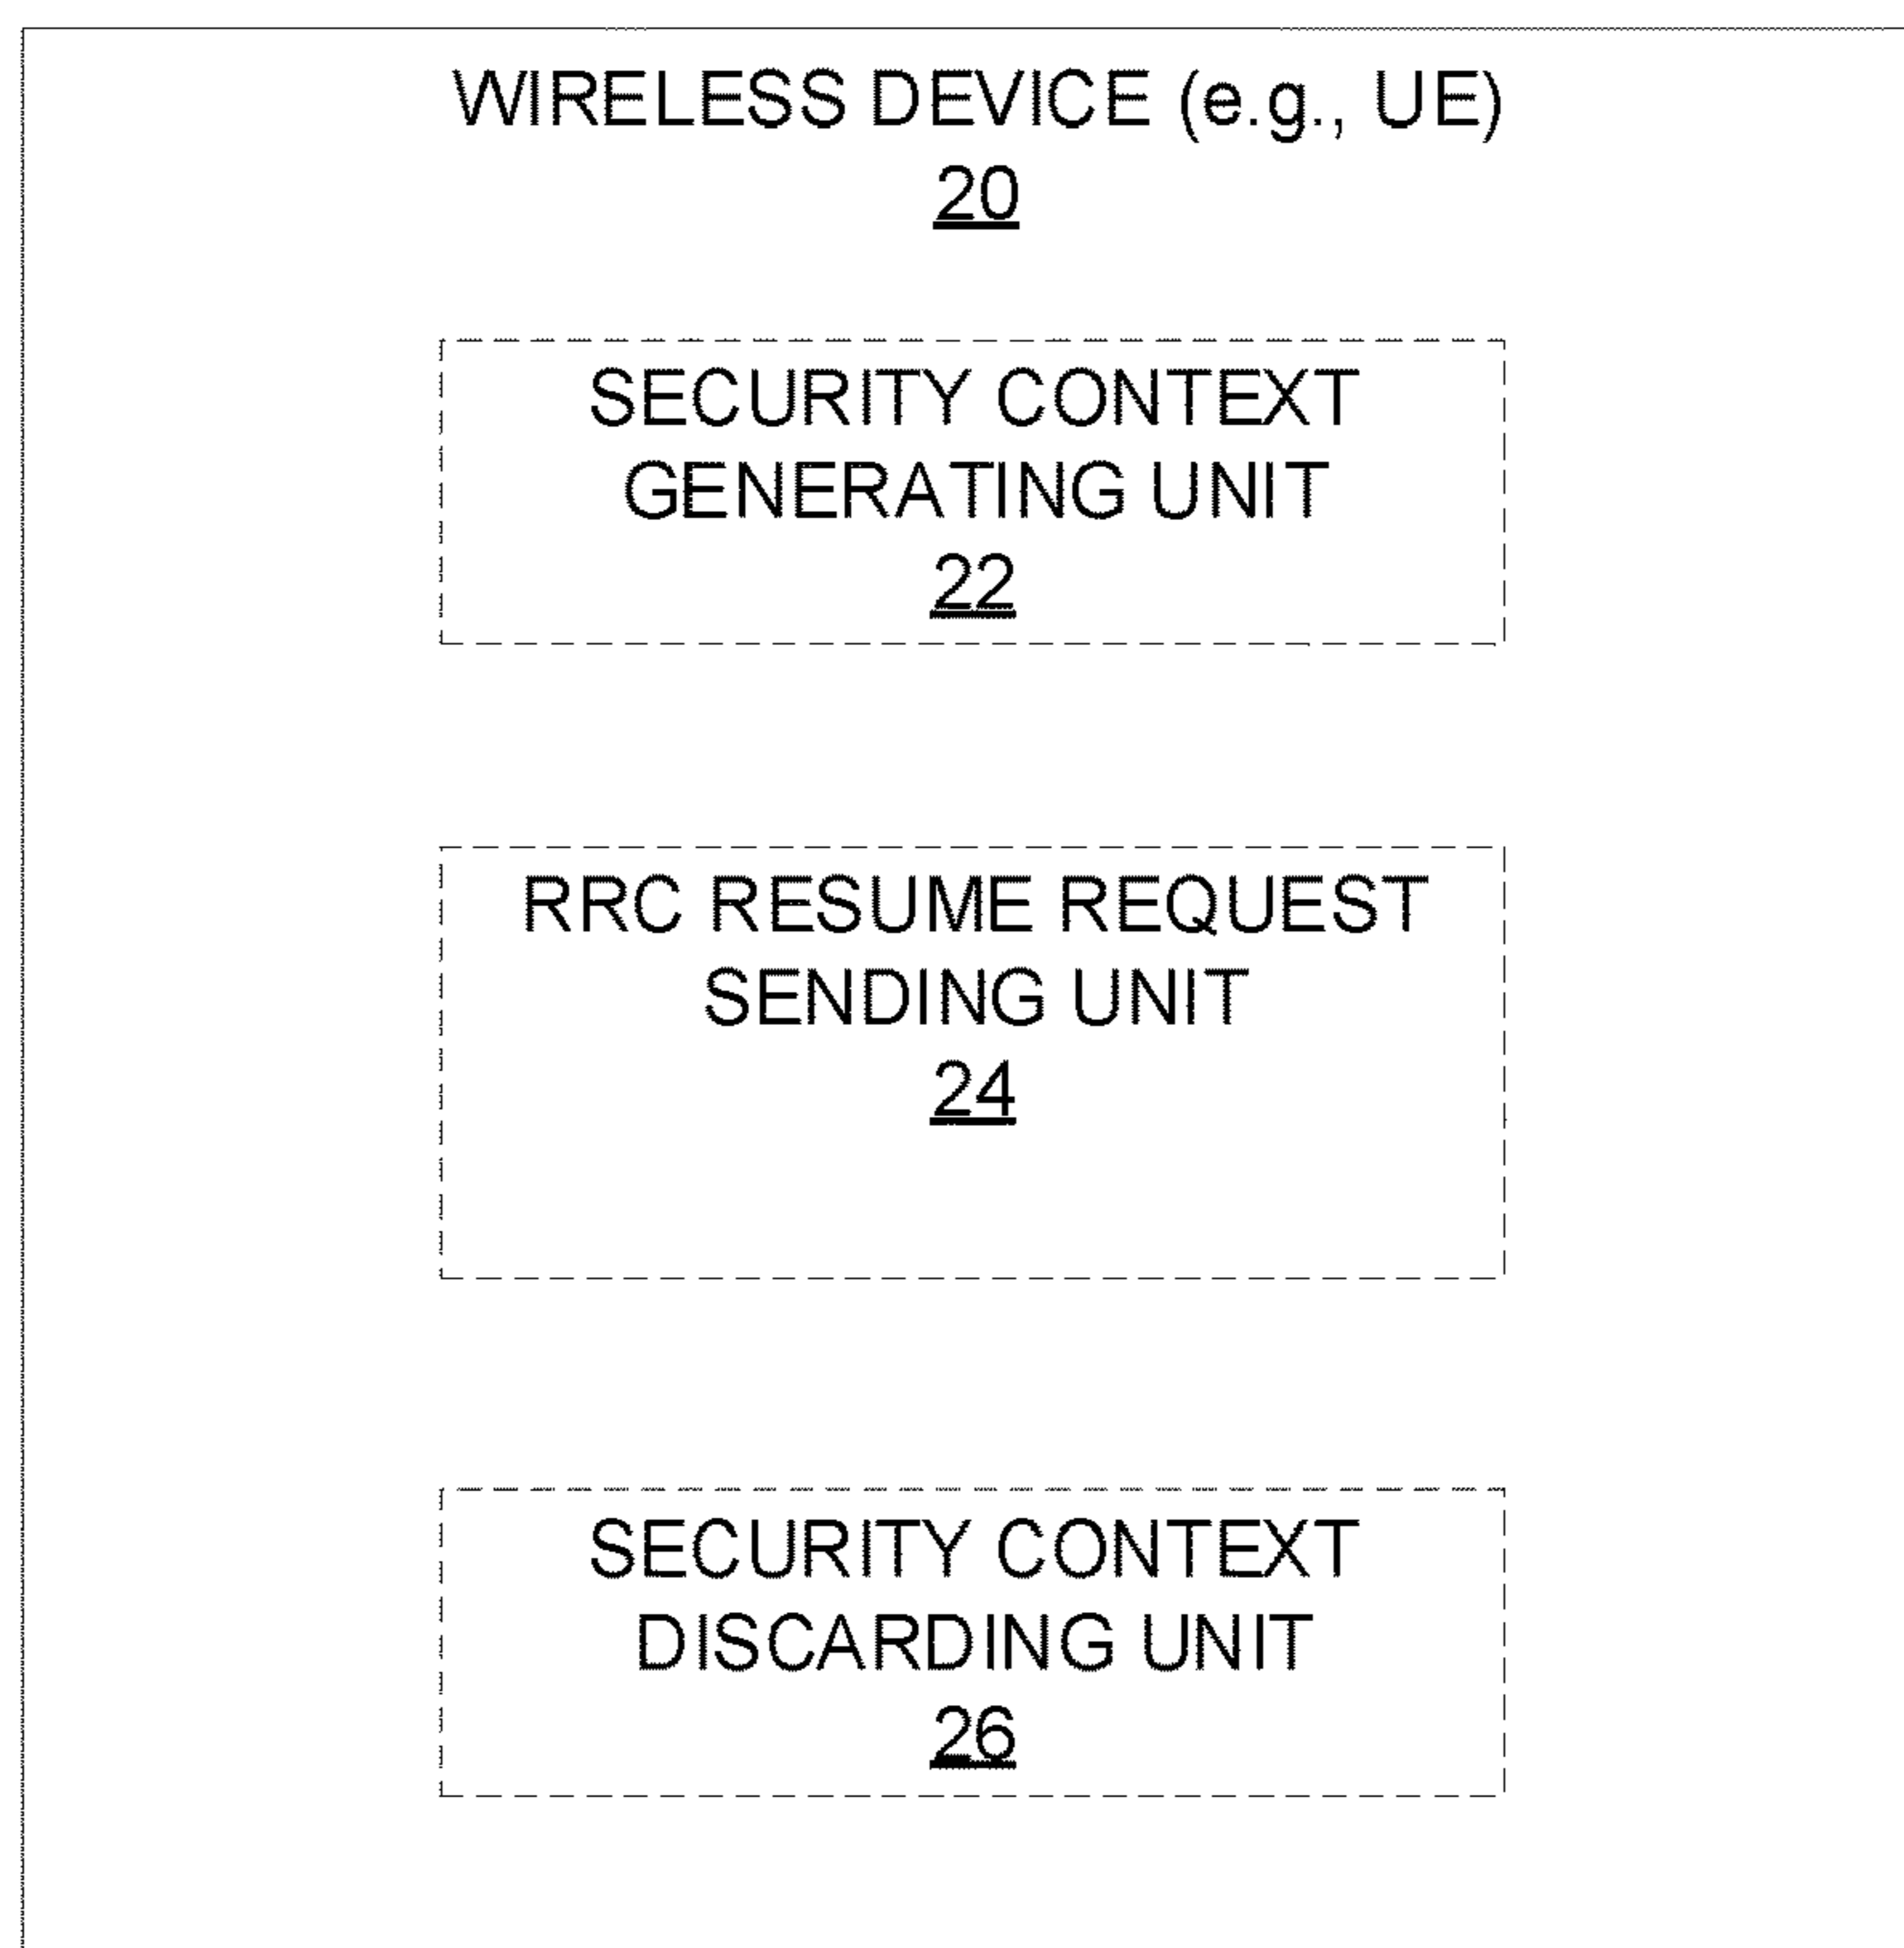 WIRELESS DEVICE (e.g., UE)
20
SECURITY CONTEXT
GENERATING UNIT
22
RRC RESUME REQUEST
SENDING UNIT
24
SECURITY CONTEXT
DISCARDING UNIT
26